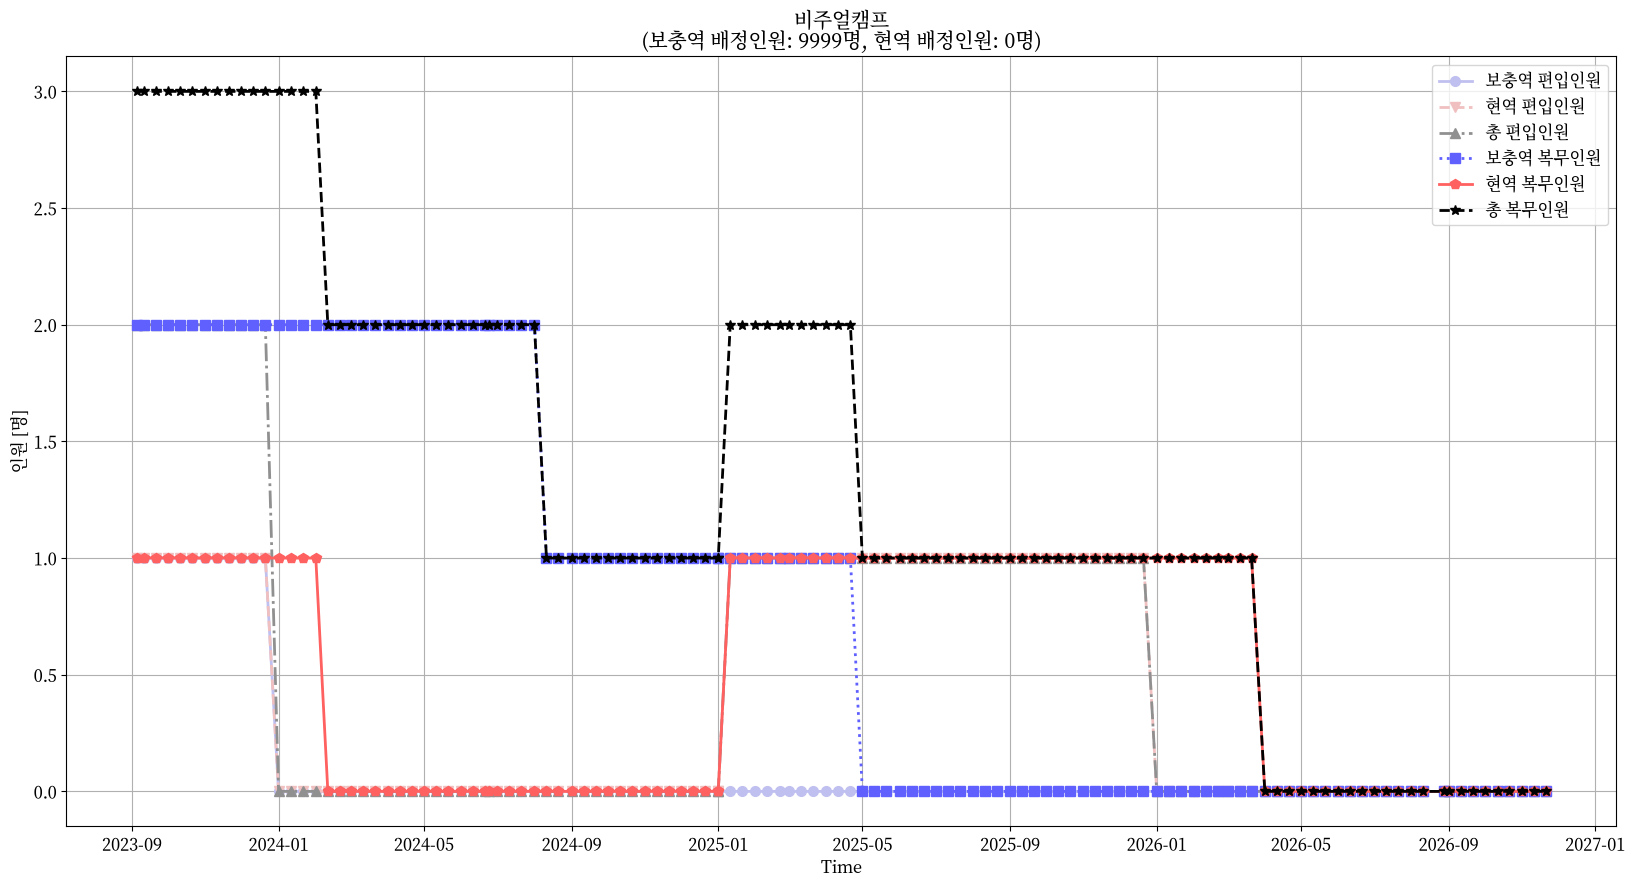 비주얼캠프
(보충역 배정인원: 9999명, 현역 배정인원: 0명)
보충역 편입인원
현역 편입인원
총 편입인원
보충역 복무인원
현역 복무인원
총 복무인원
인원 [명]
3.0
2.5
2.0
1.5
1.0
0.5
0.0
2023-09 2024-01 2024-05 2024-09 2025-01 2025-05 2025-09 2026-01 2026-05 2026-09 2027-01
Time